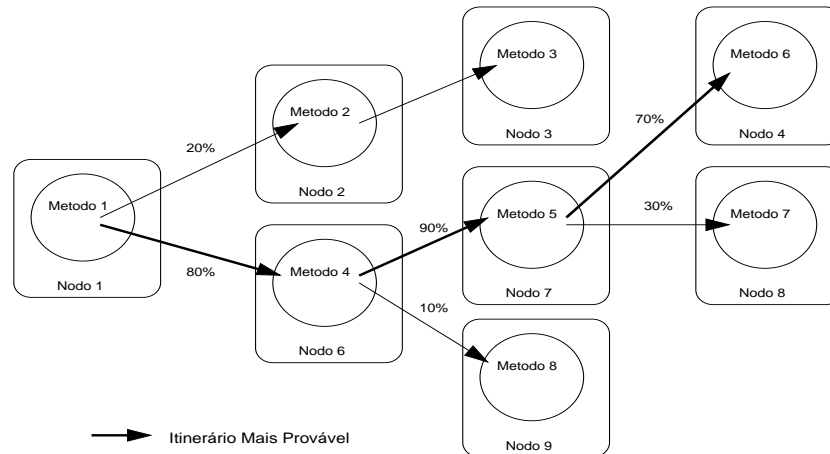 Metodo 3
Nodo 3
Metodo 6
Nodo 4
Metodo 2
Nodo 2
20%
70%
Metodo 1
Nodo 1
80%
Metodo 4
Nodo 6
90%
10%
Metodo 5
Nodo 7
30%
Metodo 7
Nodo 8
Metodo 8
Nodo 9
Itinerário Mais Provável